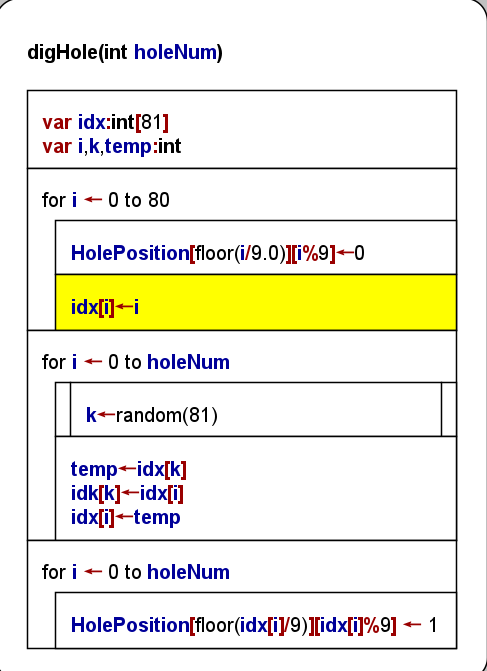 digHole(int holeNum)
var idx:int[81]
var i,k,temp:int
for i ← 0 to 80
HolePosition[floor(i/9.0)][i%9]←0
idx[i]←i
for i ← 0 to holeNum
k←random(81)
temp←idx[k]
idk[k]←idx[i]
idx[i]←temp
for i ← 0 to holeNum
HolePosition[floor(idx[i]/9)][idx[i]%9] ← 1